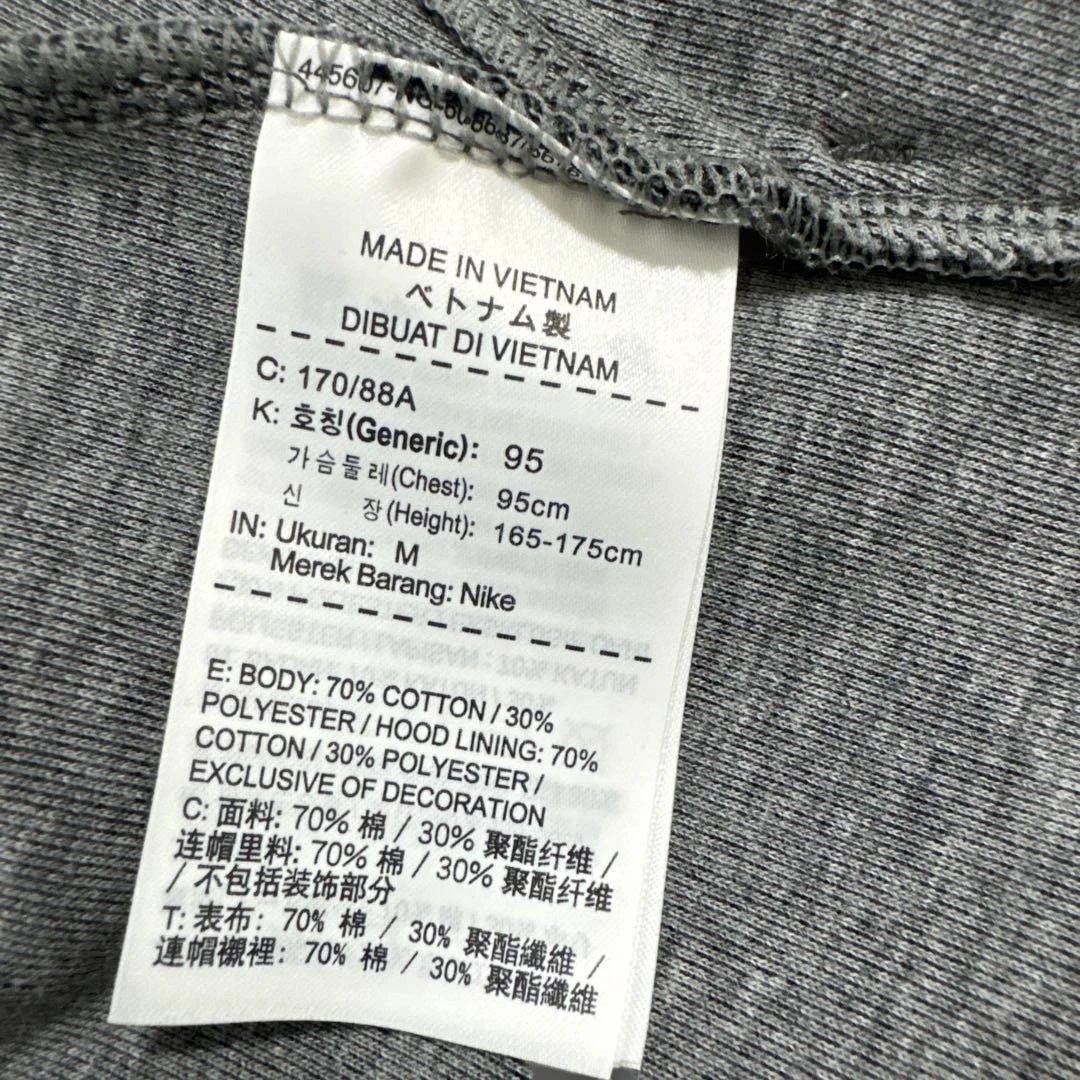 MADE IN VIETNAM
ベトナム製
DIBUAT DI VIETNAM
C: 170/88A
K: 호칭(Generic): 95
가슴둘레(Chest): 95cm
신 장(Height): 165-175cm
IN: Ukuran: M
Merek Barang: Nike
E: BODY: 70% COTTON / 30%
POLYESTER / HOOD LINING: 70%
COTTON / 30% POLYESTER /
EXCLUSIVE OF DECORATION
C: 面料: 70% 棉 / 30% 聚酯纤维 /
连帽里料: 70% 棉 / 30% 聚酯纤维
/ 不包括装饰部分
T: 表布: 70% 棉 / 30% 聚酯纖維 /
連帽襯裡: 70% 棉 / 30% 聚酯纖維